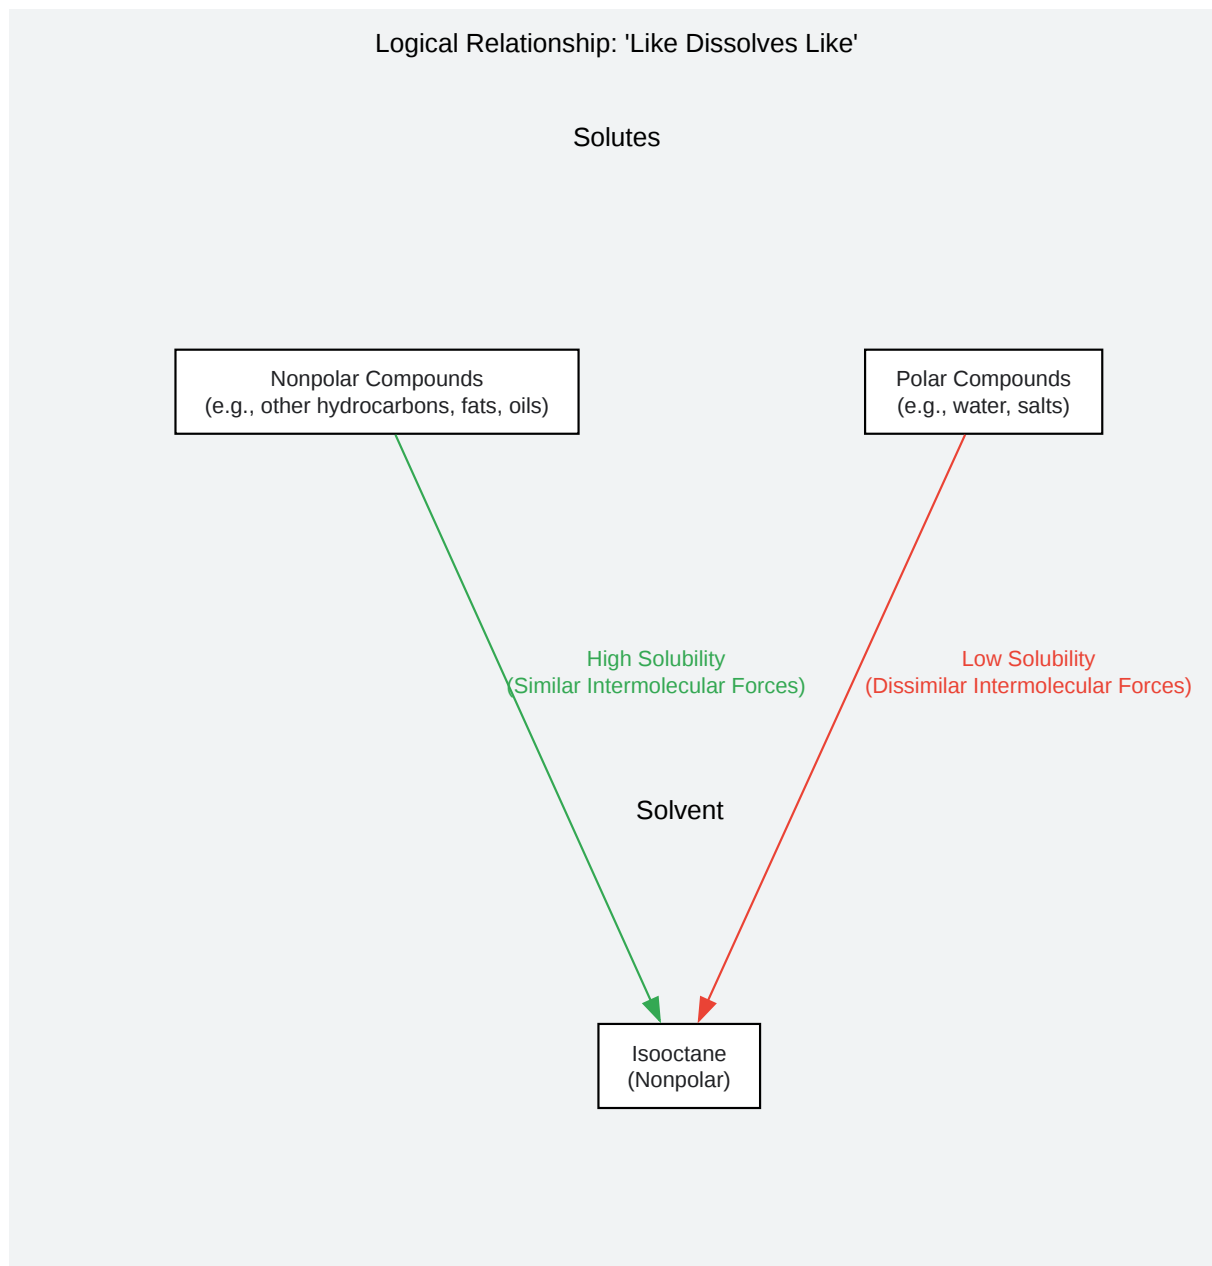 Logical Relationship: 'Like Dissolves Like'
Solutes
Nonpolar Compounds
(e.g., other hydrocarbons, fats, oils)
Polar Compounds
(e.g., water, salts)
High Solubility
(Similar Intermolecular Forces)
Low Solubility
(Dissimilar Intermolecular Forces)
Solvent
Isooctane
(Nonpolar)